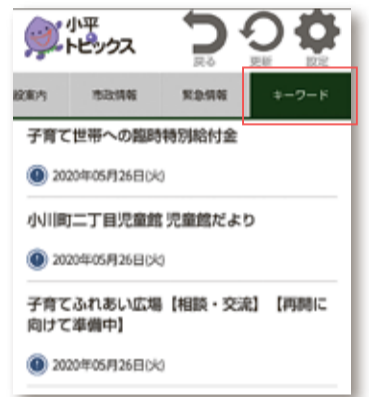 小平
トピックス
戻る
更新
設定
設案内
市政情報
緊急情報
キーワード
子育て世帯への臨時特別給付金
2020年05月26日(火)
小川町二丁目児童館 児童館だより
2020年05月26日(火)
子育てふれあい広場【相談・交流】【再開に
向けて準備中】
2020年05月26日(火)